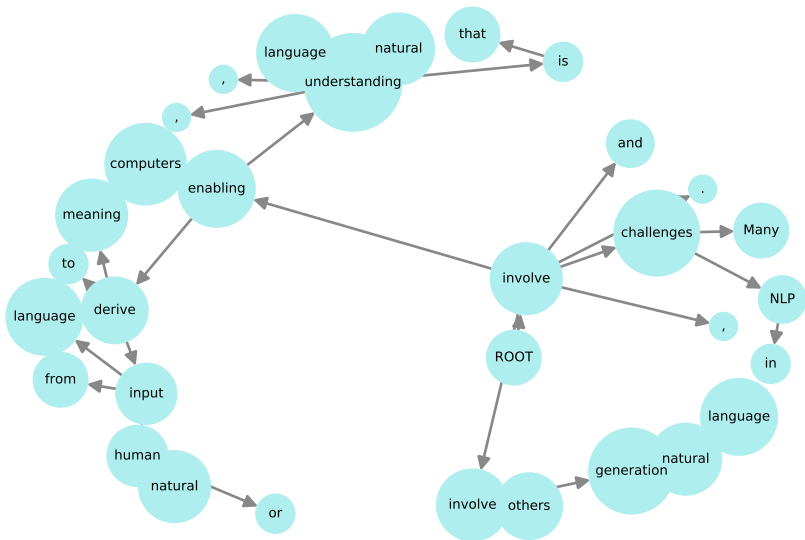 that
natural
language
is
understanding
,
,
and
computers
enabling
.
meaning
Many
challenges
to
involve
NLP
derive
language
,
ROOT
in
from
input
language
human
natural
generation
natural
involve
others
or